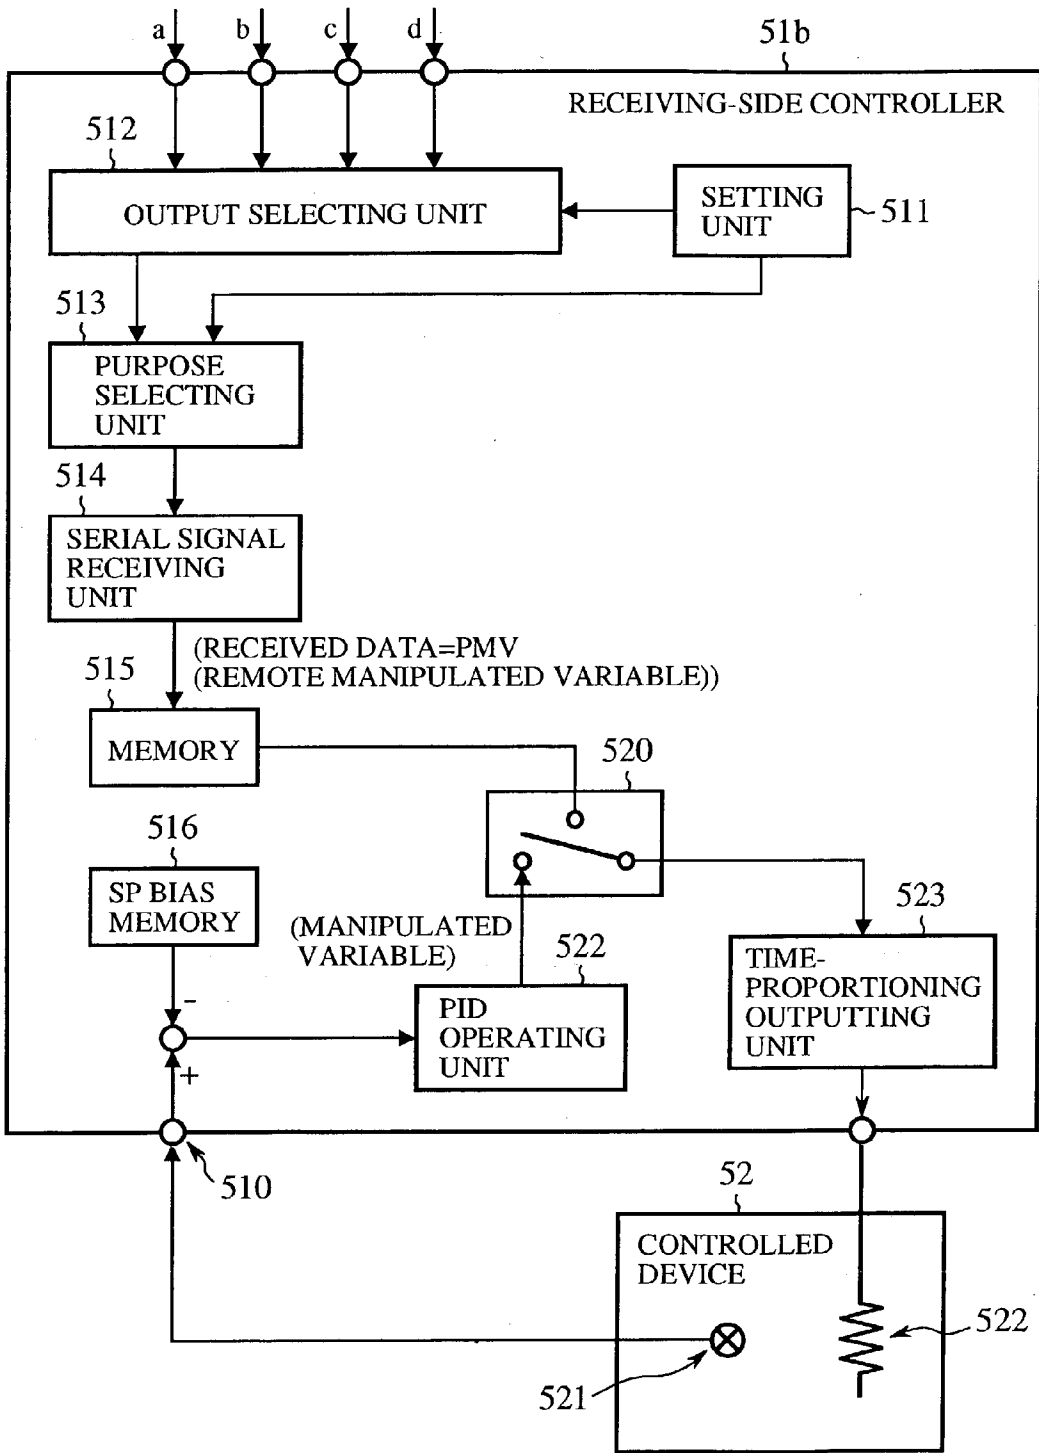 a b c d
51b
RECEIVING-SIDE CONTROLLER
512
OUTPUT SELECTING UNIT
SETTING
UNIT
511
513
PURPOSE
SELECTING
UNIT
514
SERIAL SIGNAL
RECEIVING
UNIT
(RECEIVED DATA=PMV
(REMOTE MANIPULATED VARIABLE))
515
MEMORY
520
516
SP BIAS
MEMORY
(MANIPULATED
VARIABLE)
522
PID
OPERATING
UNIT
523
TIME-
PROPORTIONING
OUTPUTTING
UNIT
-
+
510
52
CONTROLLED
DEVICE
521
522